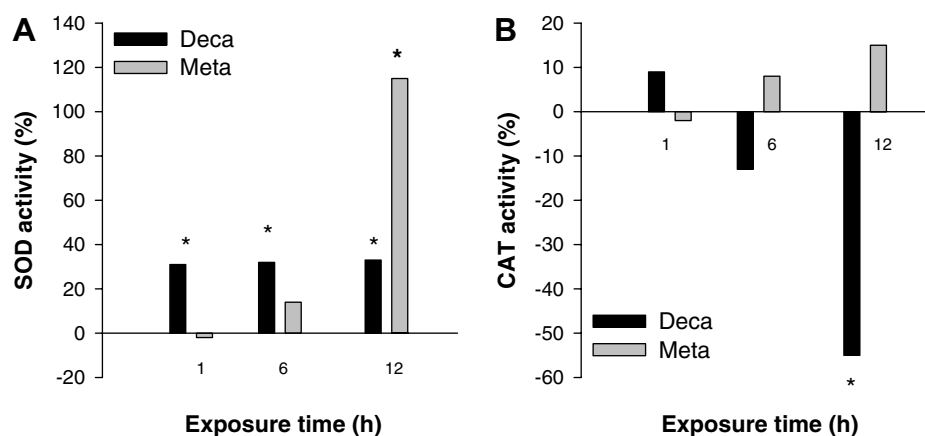 A
SOD activity (%)
140
120
100
80
60
40
20
0
-20
Deca
Meta
*
*
*
*
1
6
12
Exposure time (h)
B
CAT activity (%)
20
10
0
-10
-20
-30
-40
-50
-60
1
6
12
Deca
Meta
*
Exposure time (h)